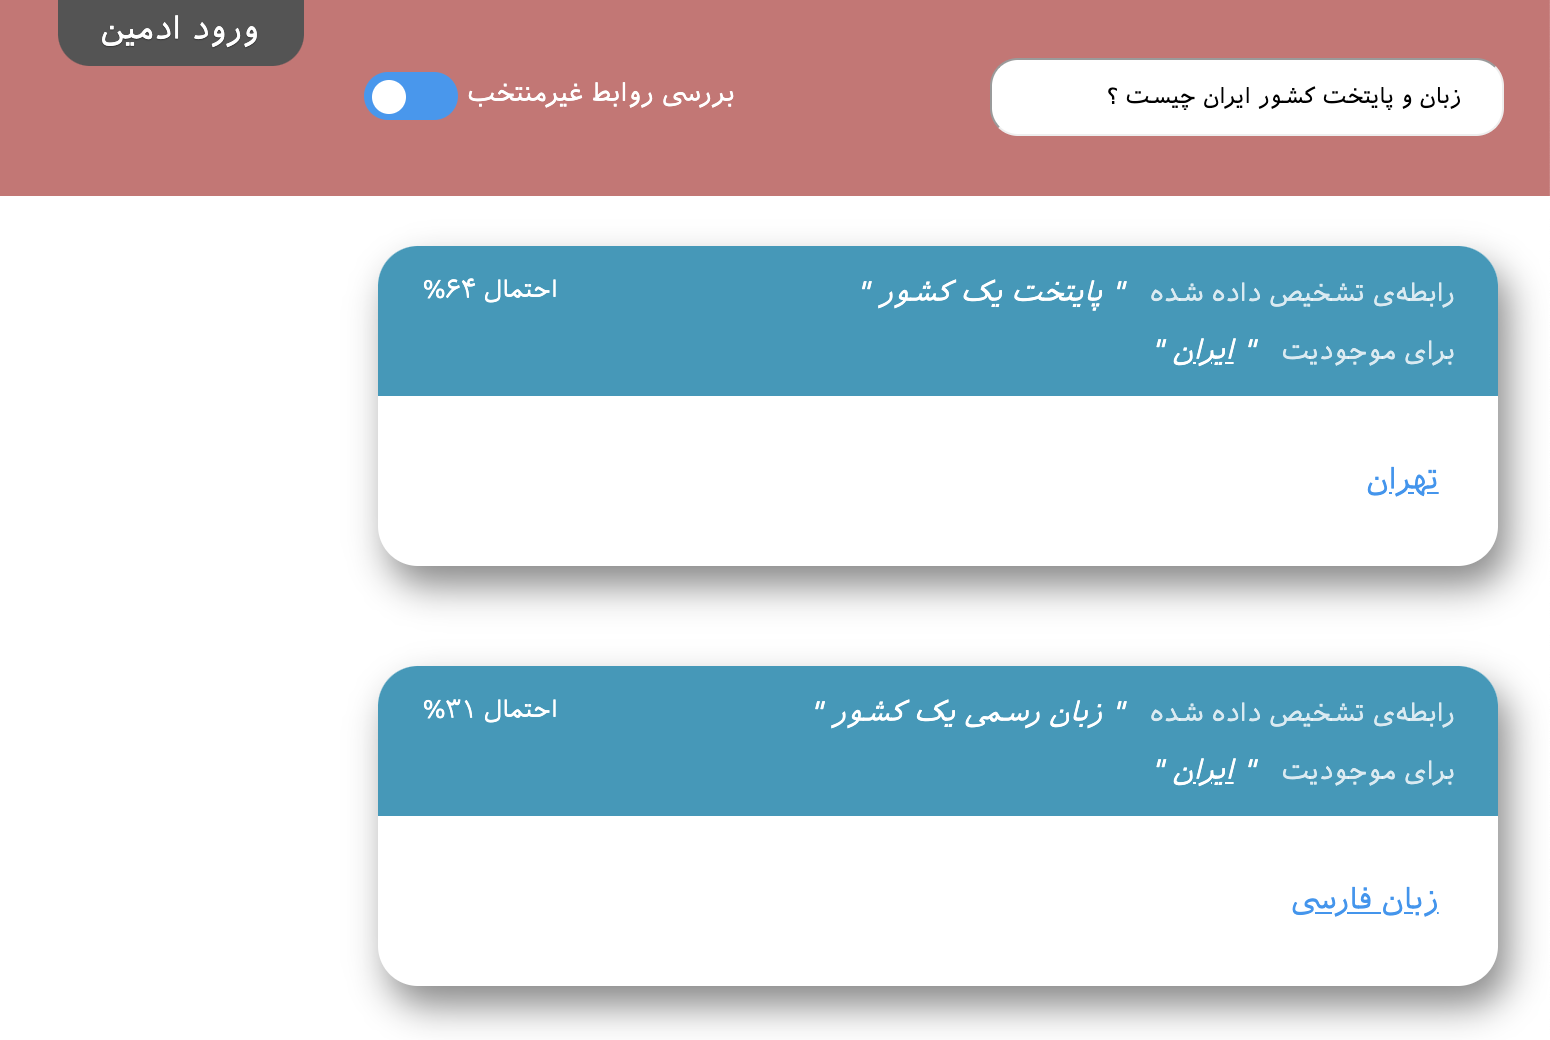 ورود ادمین
زبان و پایتخت کشور ایران چیست ؟
بررسی روابط غیرمنتخب
رابطه‌ی تشخیص داده شده " پایتخت یک کشور "
احتمال ۶۴%
برای موجودیت " ایران "
تهران
رابطه‌ی تشخیص داده شده " زبان رسمی یک کشور "
احتمال ۳۱%
برای موجودیت " ایران "
زبان فارسی